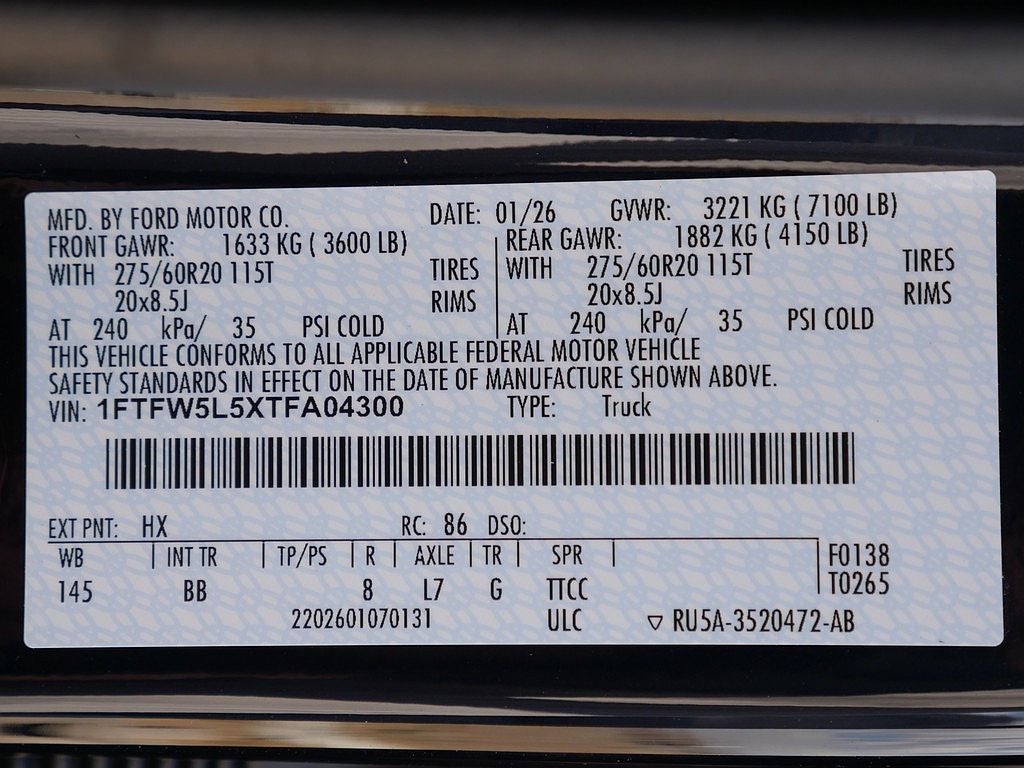 MFD. BY FORD MOTOR CO. DATE: 01/26 GVWR: 3221 KG ( 7100 LB)
FRONT GAWR: 1633 KG ( 3600 LB) REAR GAWR: 1882 KG ( 4150 LB)
WITH 275/60R20 115T TIRES WITH 275/60R20 115T TIRES
20x8.5J RIMS 20x8.5J RIMS
AT 240 kPa/ 35 PSI COLD AT 240 kPa/ 35 PSI COLD
THIS VEHICLE CONFORMS TO ALL APPLICABLE FEDERAL MOTOR VEHICLE
SAFETY STANDARDS IN EFFECT ON THE DATE OF MANUFACTURE SHOWN ABOVE.
VIN: 1FTFW5L5XTFA04300 TYPE: Truck
EXT PNT: HX RC: 86 DSO:
WB INT TR TP/PS R AXLE TR SPR F0138
145 BB 8 L7 G TTCC T0265
2202601070131 ULC ▽ RU5A-3520472-AB